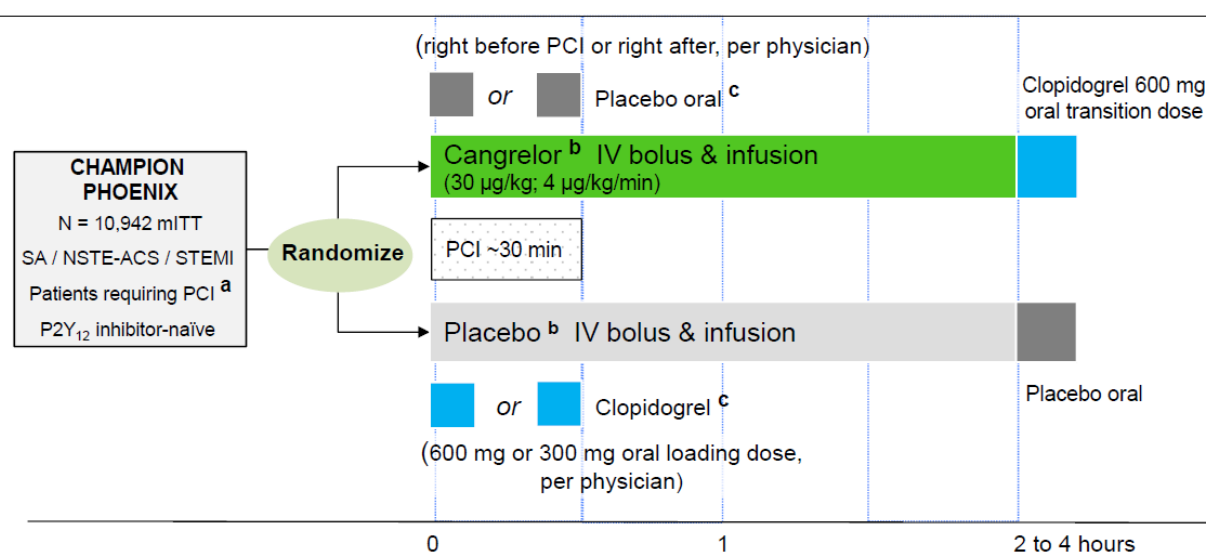 (right before PCI or right after, per physician)
or
Placebo oral c
Clopidogrel 600 mg
oral transition dose
CHAMPION
PHOENIX
N = 10,942 mITT
SA / NSTE-ACS / STEMI
Patients requiring PCI a
P2Y12 inhibitor-naïve
Randomize
Cangrelor b IV bolus & infusion
(30 µg/kg; 4 µg/kg/min)
PCI ~30 min
Placebo b IV bolus & infusion
Placebo oral
or
Clopidogrel c
(600 mg or 300 mg oral loading dose,
per physician)
0
1
2 to 4 hours